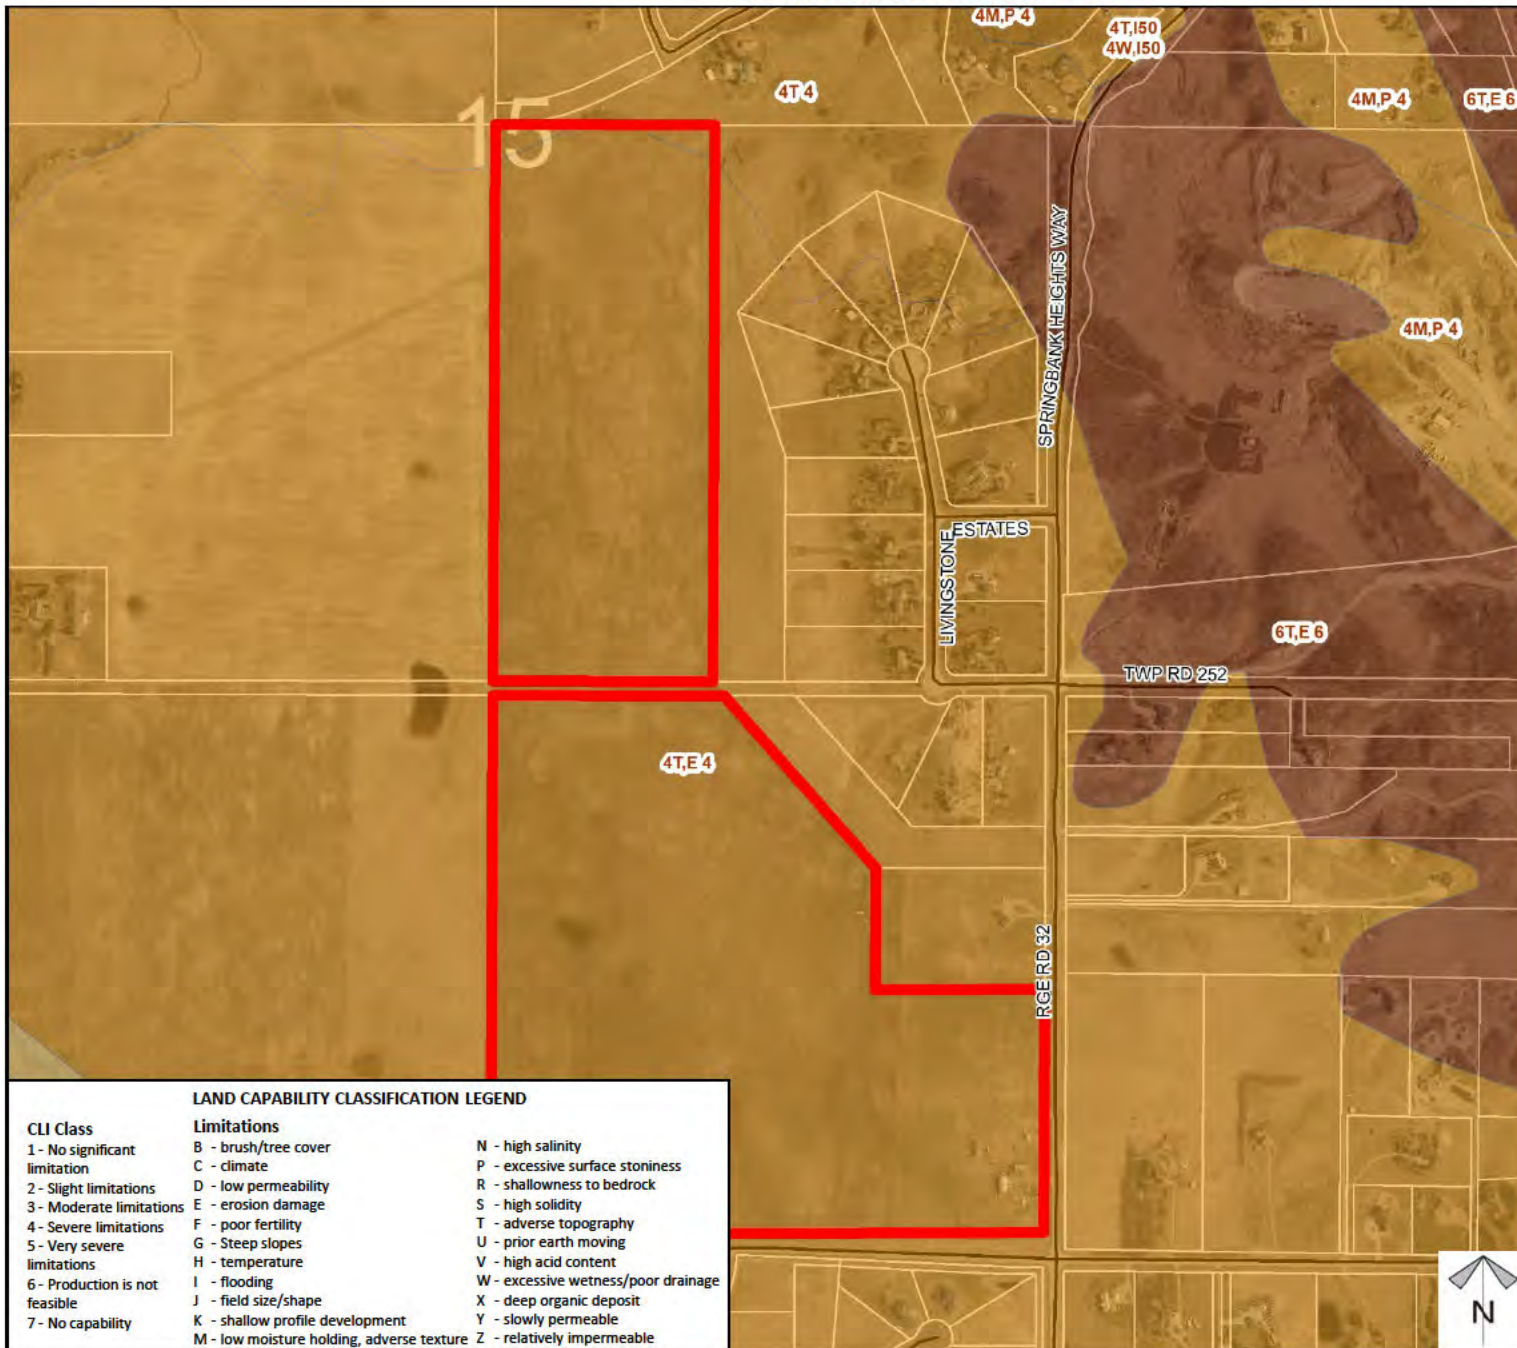 4M,P 4
4T,I50
4W,I50
4T 4
4M,P 4
6T,E 6
15
SPRINGBANK HEIGHTS WAY
4M,P 4
ESTATES
LIVINGSTONE
6T,E 6
TWP RD 252
4T,E 4
RGE RD 32
LAND CAPABILITY CLASSIFICATION LEGEND
CLI Class
1 - No significant
limitation
2 - Slight limitations
3 - Moderate limitations
4 - Severe limitations
5 - Very severe
limitations
6 - Production is not
feasible
7 - No capability
Limitations
B - brush/tree cover
C - climate
D - low permeability
E - erosion damage
F - poor fertility
G - Steep slopes
H - temperature
I - flooding
J - field size/shape
K - shallow profile development
M - low moisture holding, adverse texture
N - high salinity
P - excessive surface stoniness
R - shallowness to bedrock
S - high solidity
T - adverse topography
U - prior earth moving
V - high acid content
W - excessive wetness/poor drainage
X - deep organic deposit
Y - slowly permeable
Z - relatively impermeable
N